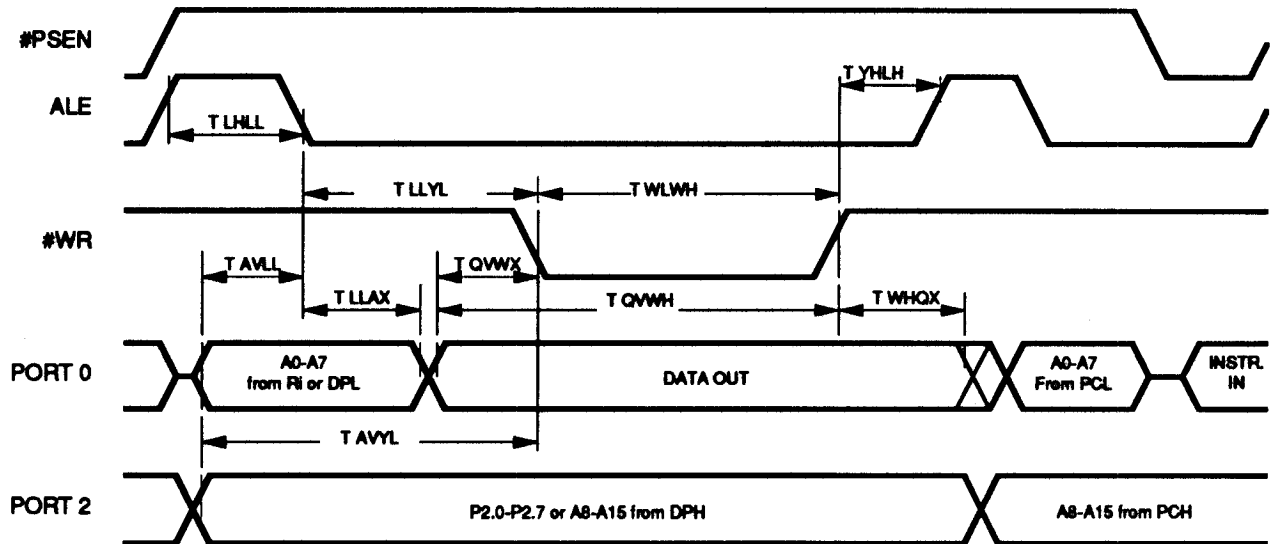 #PSEN
T YHLH
ALE
T LHLL
T LLYL
T WLWH
#WR
T AVLL
T QVWX
T LLAX
T QVWH
T WHQX
PORT 0
A0-A7
from Ri or DPL
DATA OUT
A0-A7
From PCL
INSTR.
IN
T AVYL
PORT 2
P2.0-P2.7 or A8-A15 from DPH
A8-A15 from PCH